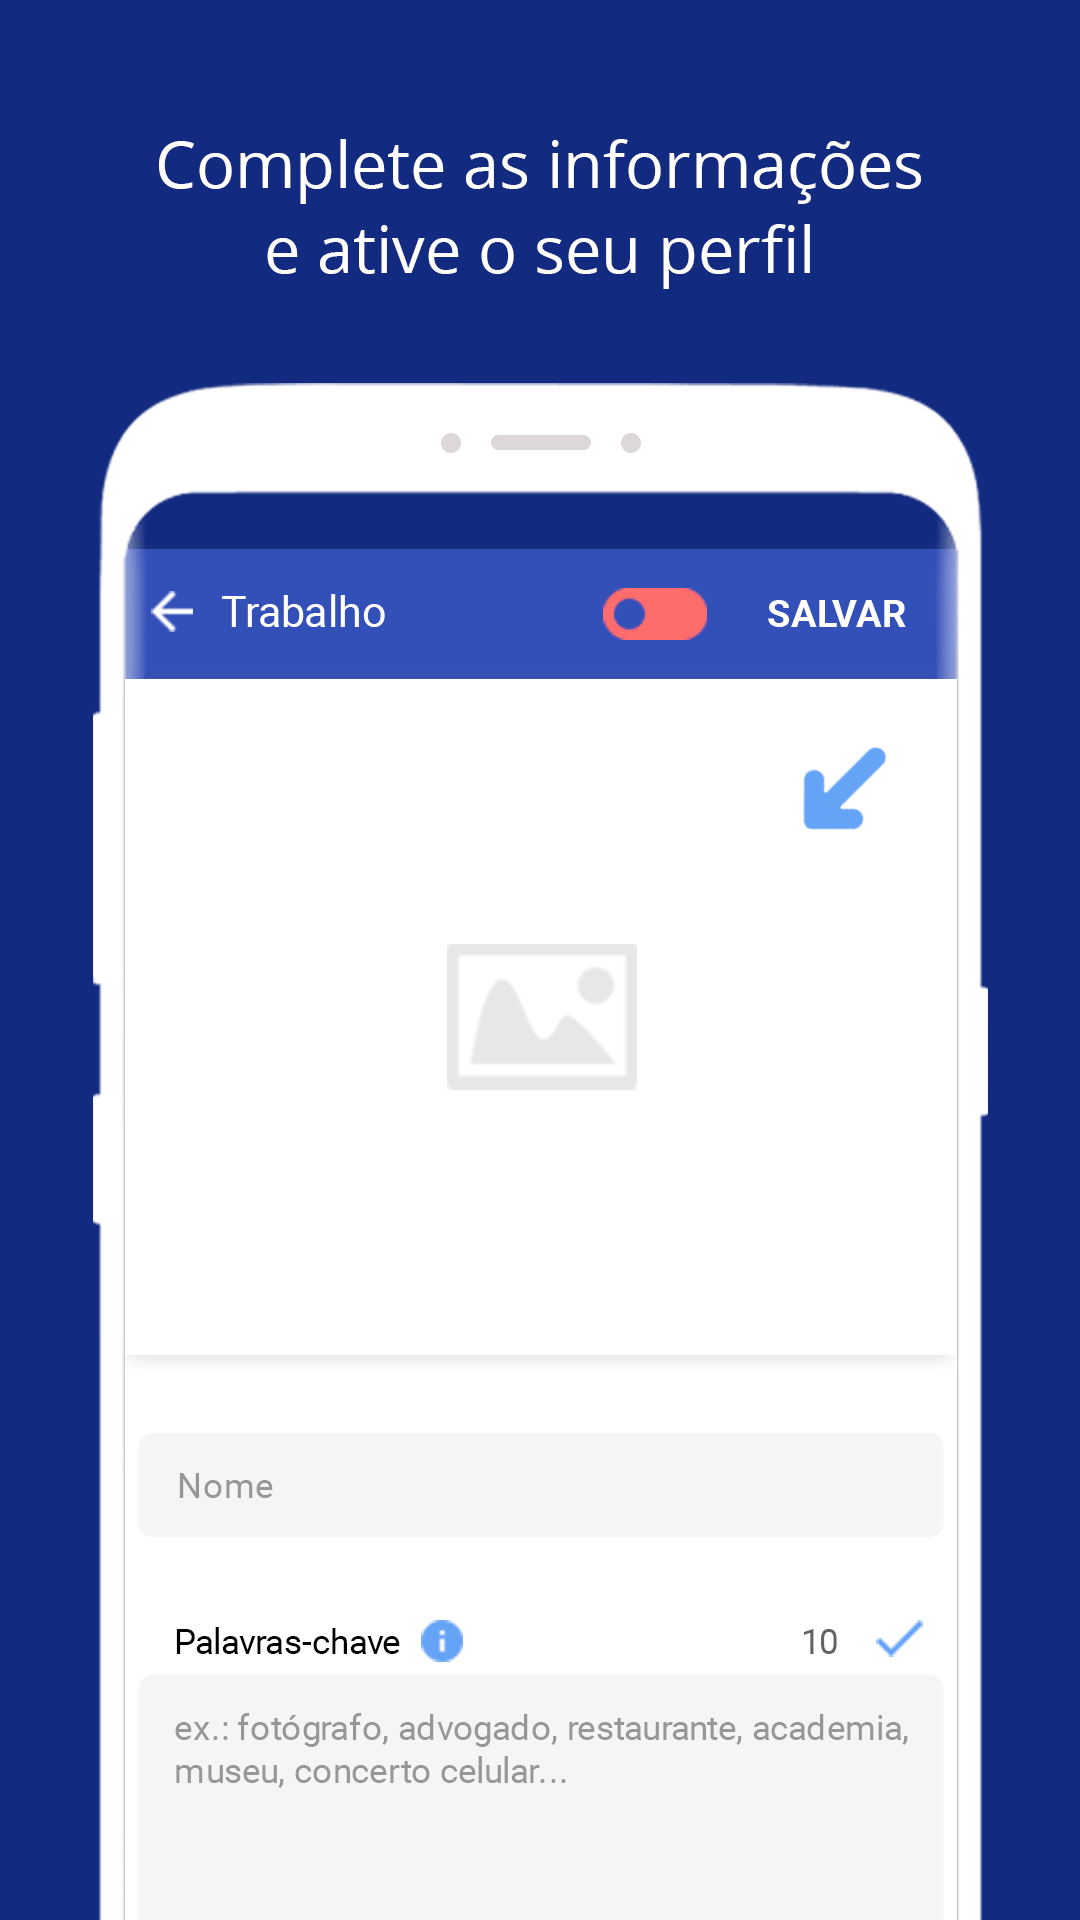 Complete as informações
e ative o seu perfil
Trabalho
SALVAR
Nome
Palavras-chave
10
ex.: fotógrafo, advogado, restaurante, academia,
museu, concerto celular...